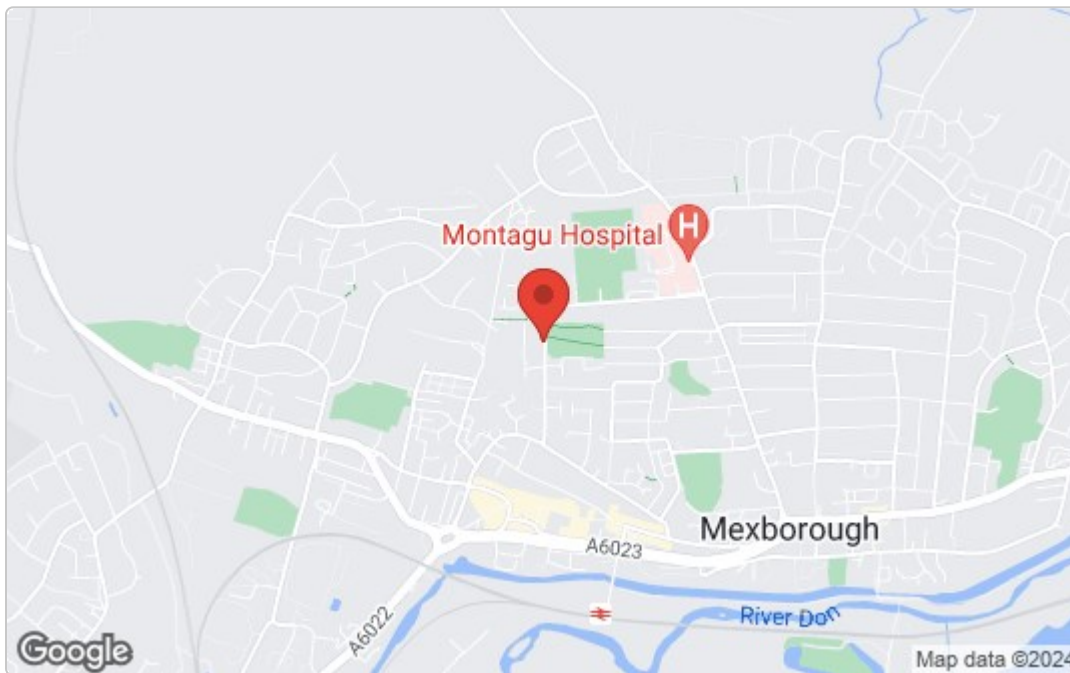 Montagu Hospital
H
A6023
Mexborough
A6022
River Don
Google
Map data ©2024